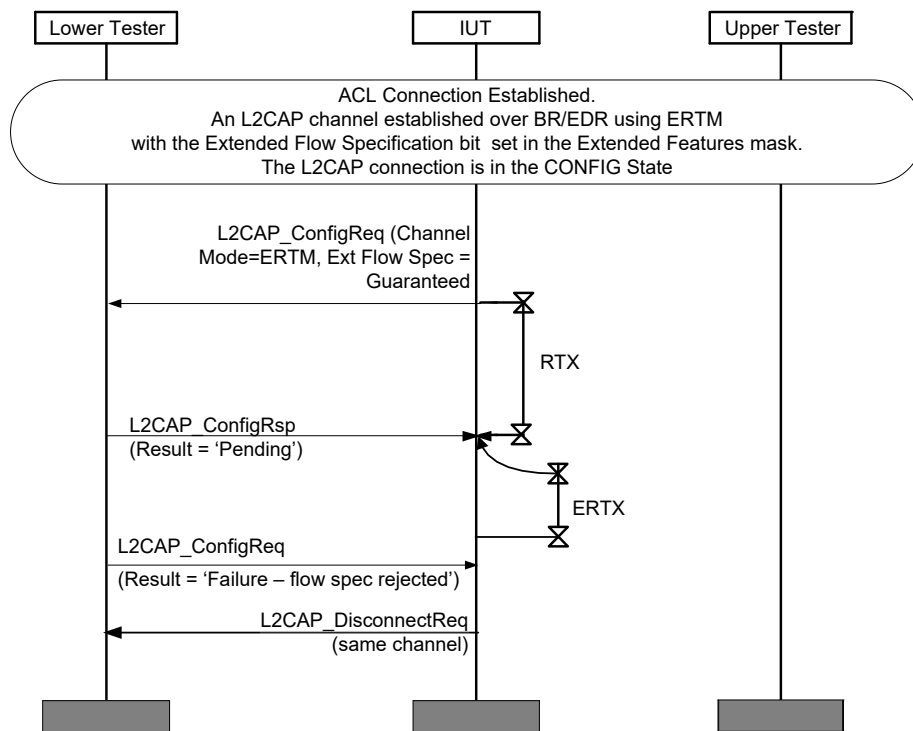 Lower Tester
IUT
Upper Tester
ACL Connection Established.
An L2CAP channel established over BR/EDR using ERTM
with the Extended Flow Specification bit set in the Extended Features mask.
The L2CAP connection is in the CONFIG State
L2CAP_ConfigReq (Channel
Mode=ERTM, Ext Flow Spec =
Guaranteed
RTX
L2CAP_ConfigRsp
(Result = ‘Pending’)
ERTX
L2CAP_ConfigReq
(Result = ‘Failure – flow spec rejected’)
L2CAP_DisconnectReq
(same channel)